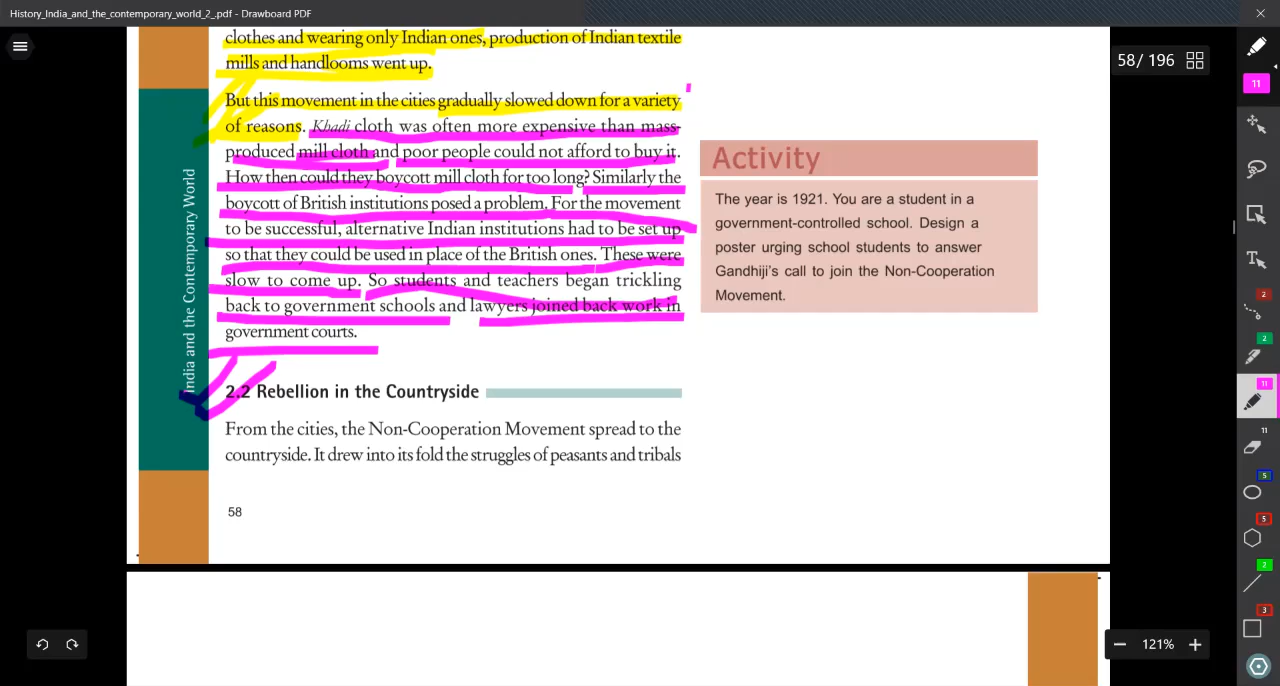 History_India_and_the_contemporary_world_2_.pdf - Drawboard PDF
58/ 196
11
clothes and wearing only Indian ones, production of Indian textile
mills and handlooms went up.
But this movement in the cities gradually slowed down for a variety
of reasons. Khadi cloth was often more expensive than mass-
produced mill cloth and poor people could not afford to buy it.
How then could they boycott mill cloth for too long? Similarly the
boycott of British institutions posed a problem. For the movement
to be successful, alternative Indian institutions had to be set up
so that they could be used in place of the British ones. These were
slow to come up. So students and teachers began trickling
back to government schools and lawyers joined back work in
government courts.
India and the Contemporary World
2.2 Rebellion in the Countryside
From the cities, the Non-Cooperation Movement spread to the
countryside. It drew into its fold the struggles of peasants and tribals
58
Activity
The year is 1921. You are a student in a
government-controlled school. Design a
poster urging school students to answer
Gandhiji's call to join the Non-Cooperation
Movement.
2
2
11
11
5
5
2
3
121%